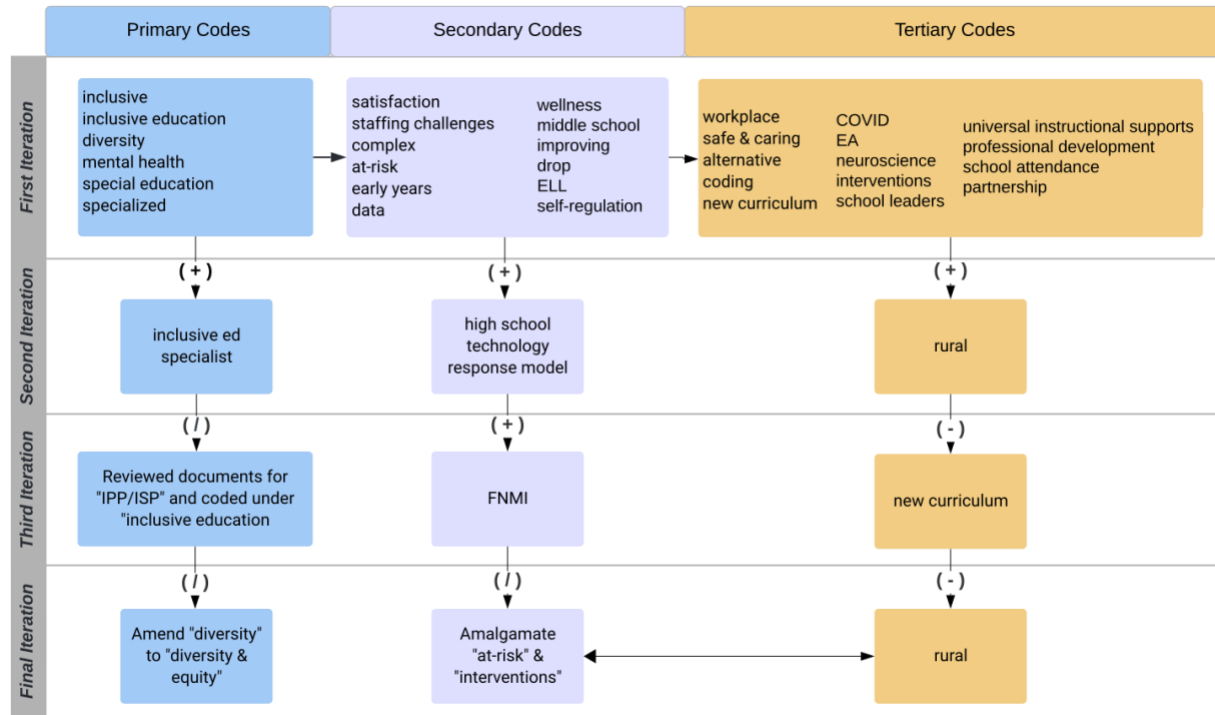 Primary Codes
Secondary Codes
Tertiary Codes
First Iteration
inclusive
inclusive education
diversity
mental health
special education
specialized
satisfaction
staffing challenges
complex
at-risk
early years
data
wellness
middle school
improving
drop
ELL
self-regulation
workplace
safe & caring
alternative
coding
new curriculum
COVID
EA
neuroscience
interventions
school leaders
universal instructional supports
professional development
school attendance
partnership
( + )
( + )
( + )
Second Iteration
inclusive ed
specialist
high school
technology
response model
rural
( / )
( + )
( - )
Third Iteration
Reviewed documents for
"IPP/ISP" and coded under
"inclusive education
FNMI
new curriculum
( / )
( / )
( - )
Final Iteration
Amend "diversity"
to "diversity &
equity"
Amalgamate
"at-risk" &
"interventions"
rural